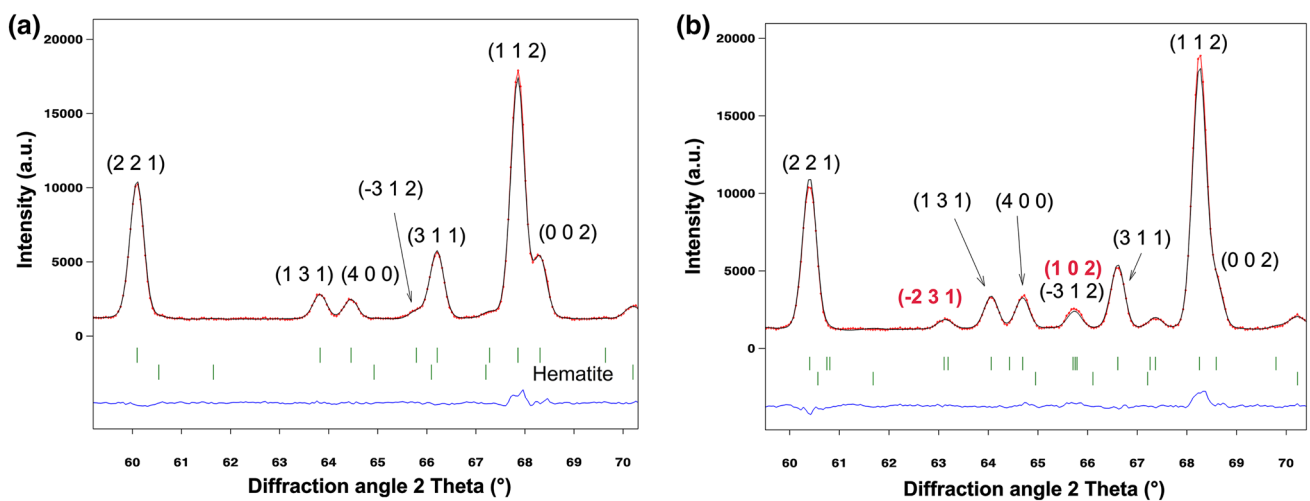 (a)
Intensity (a.u.)
20000
15000
10000
5000
0
(2 2 1)
(1 3 1)
(4 0 0)
(-3 1 2)
(3 1 1)
(1 1 2)
(0 0 2)
Hematite
60 61 62 63 64 65 66 67 68 69 70
Diffraction angle 2 Theta (°)
(b)
Intensity (a.u.)
20000
15000
10000
5000
0
(2 2 1)
(-2 3 1)
(1 3 1)
(4 0 0)
(1 0 2)
(-3 1 2)
(3 1 1)
(1 1 2)
(0 0 2)
60 61 62 63 64 65 66 67 68 69 70
Diffraction angle 2 Theta (°)